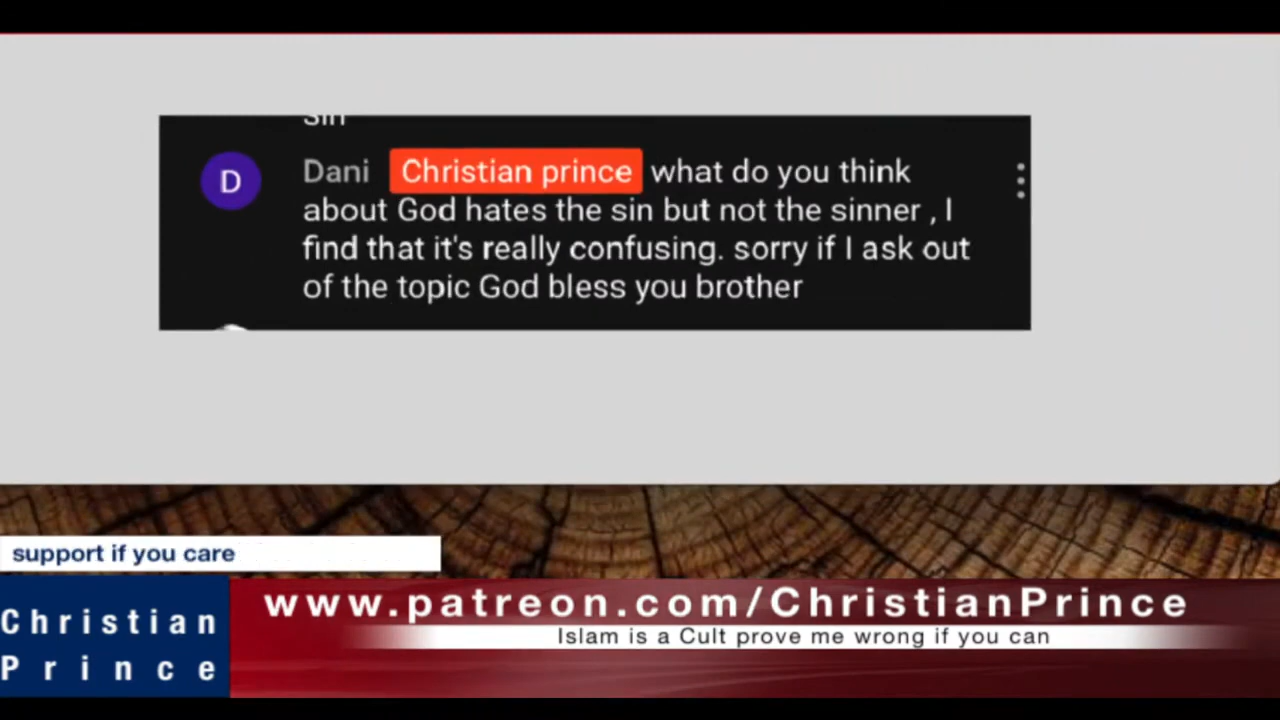 Sin
D
Dani Christian prince what do you think
about God hates the sin but not the sinner , I
find that it's really confusing. sorry if I ask out
of the topic God bless you brother
support if you care
Christian
Prince
www.patreon.com/ChristianPrince
Islam is a Cult prove me wrong if you can